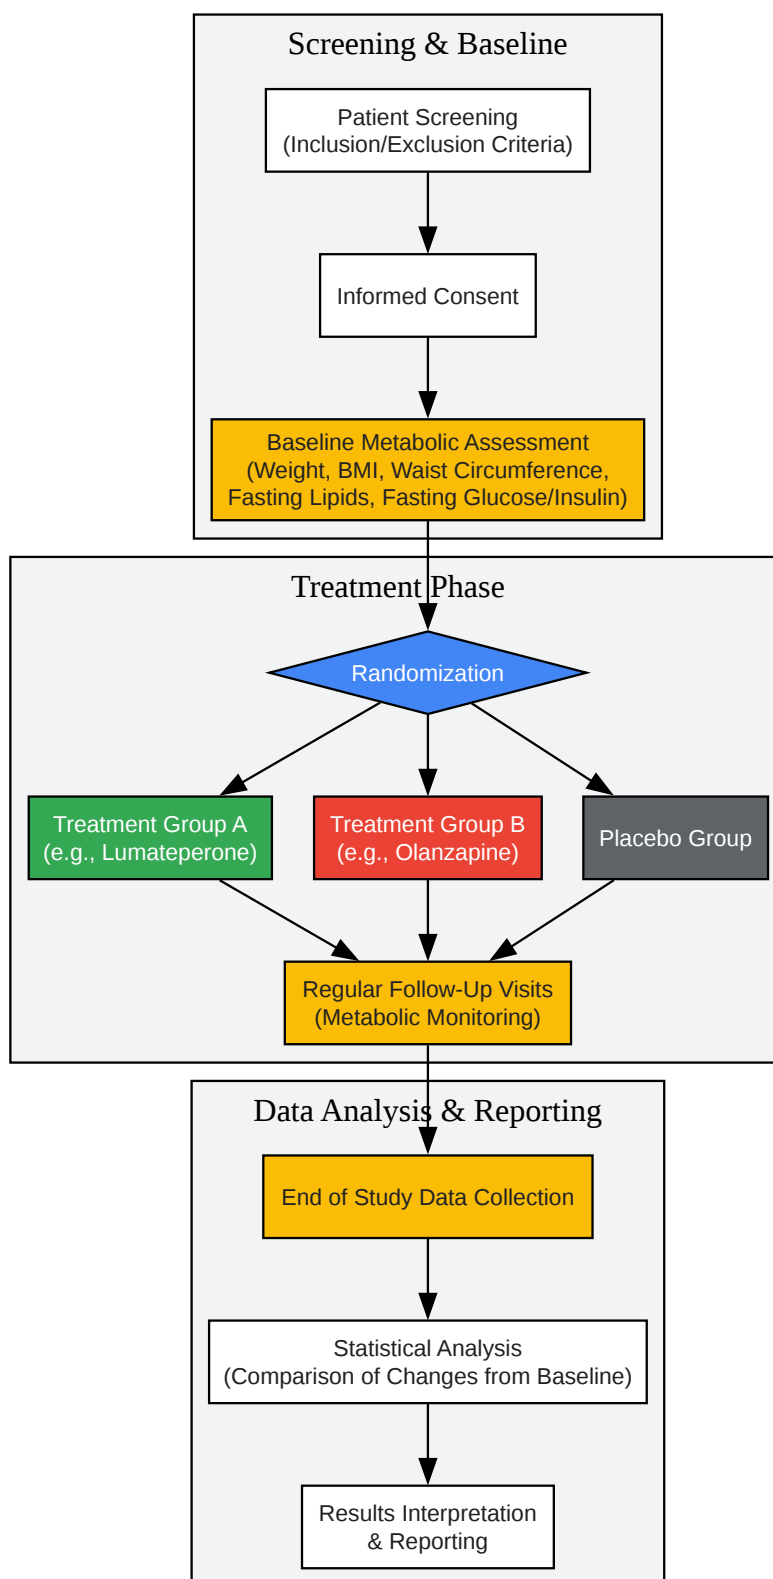 Screening & Baseline
Patient Screening
(Inclusion/Exclusion Criteria)
Informed Consent
Baseline Metabolic Assessment
(Weight, BMI, Waist Circumference,
Fasting Lipids, Fasting Glucose/Insulin)
Treatment Phase
Randomization
Treatment Group A
(e.g., Lumateperone)
Treatment Group B
(e.g., Olanzapine)
Placebo Group
Regular Follow-Up Visits
(Metabolic Monitoring)
Data Analysis & Reporting
End of Study Data Collection
Statistical Analysis
(Comparison of Changes from Baseline)
Results Interpretation
& Reporting